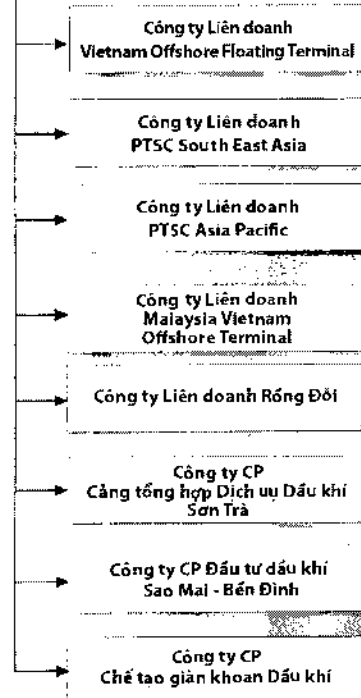 Công ty Liên doanh
Vietnam Offshore Floating Terminal
Công ty Liên doanh
PTSC South East Asia
Công ty Liên doanh
PTSC Asia Pacific
Công ty Liên doanh
Malaysia Vietnam
Offshore Terminal
Công ty Liên doanh Rồng Đôi
Công ty CP
Cảng tổng hợp Dịch vụ Dầu khí
Sơn Trà
Công ty CP Đầu tư dầu khí
Sao Mai - Bến Đình
Công ty CP
Chế tạo giàn khoan Dầu khí